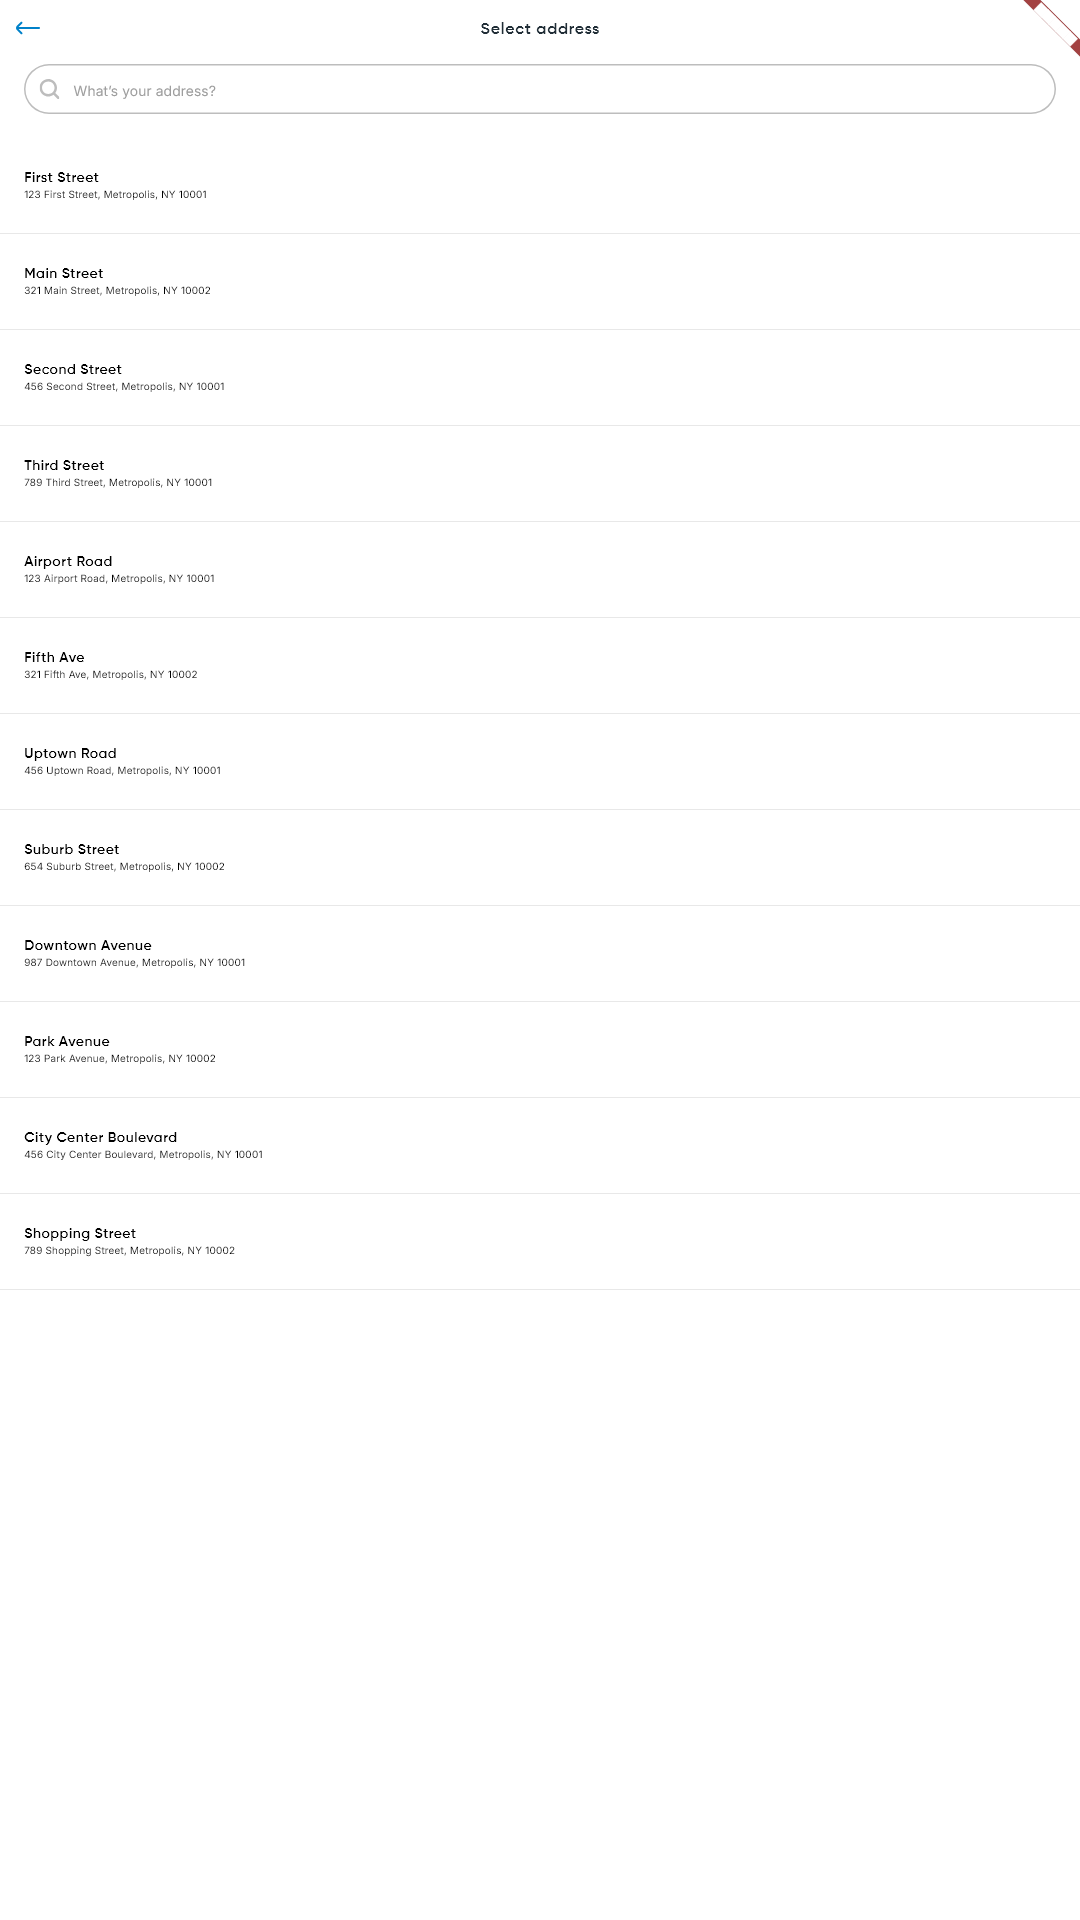 Select address
What's your address?
First Street
123 First Street, Metropolis, NY 10001
Main Street
321 Main Street, Metropolis, NY 10002
Second Street
456 Second Street, Metropolis, NY 10001
Third Street
789 Third Street, Metropolis, NY 10001
Airport Road
123 Airport Road, Metropolis, NY 10001
Fifth Ave
321 Fifth Ave, Metropolis, NY 10002
Uptown Road
456 Uptown Road, Metropolis, NY 10001
Suburb Street
654 Suburb Street, Metropolis, NY 10002
Downtown Avenue
987 Downtown Avenue, Metropolis, NY 10001
Park Avenue
123 Park Avenue, Metropolis, NY 10002
City Center Boulevard
456 City Center Boulevard, Metropolis, NY 10001
Shopping Street
789 Shopping Street, Metropolis, NY 10002